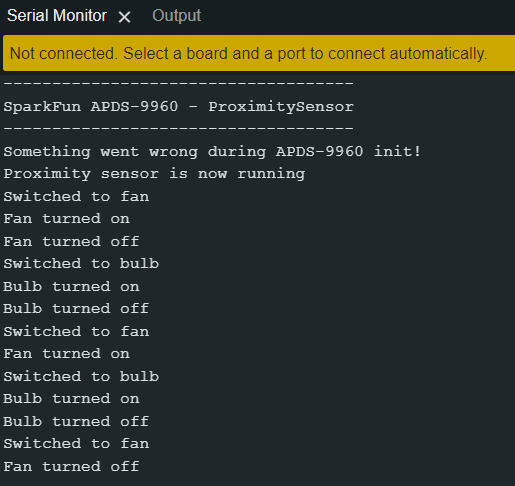 Serial Monitor × Output
Not connected. Select a board and a port to connect automatically.
------------------------------------
SparkFun APDS-9960 - ProximitySensor
------------------------------------
Something went wrong during APDS-9960 init!
Proximity sensor is now running
Switched to fan
Fan turned on
Fan turned off
Switched to bulb
Bulb turned on
Bulb turned off
Switched to fan
Fan turned on
Switched to bulb
Bulb turned on
Bulb turned off
Switched to fan
Fan turned off